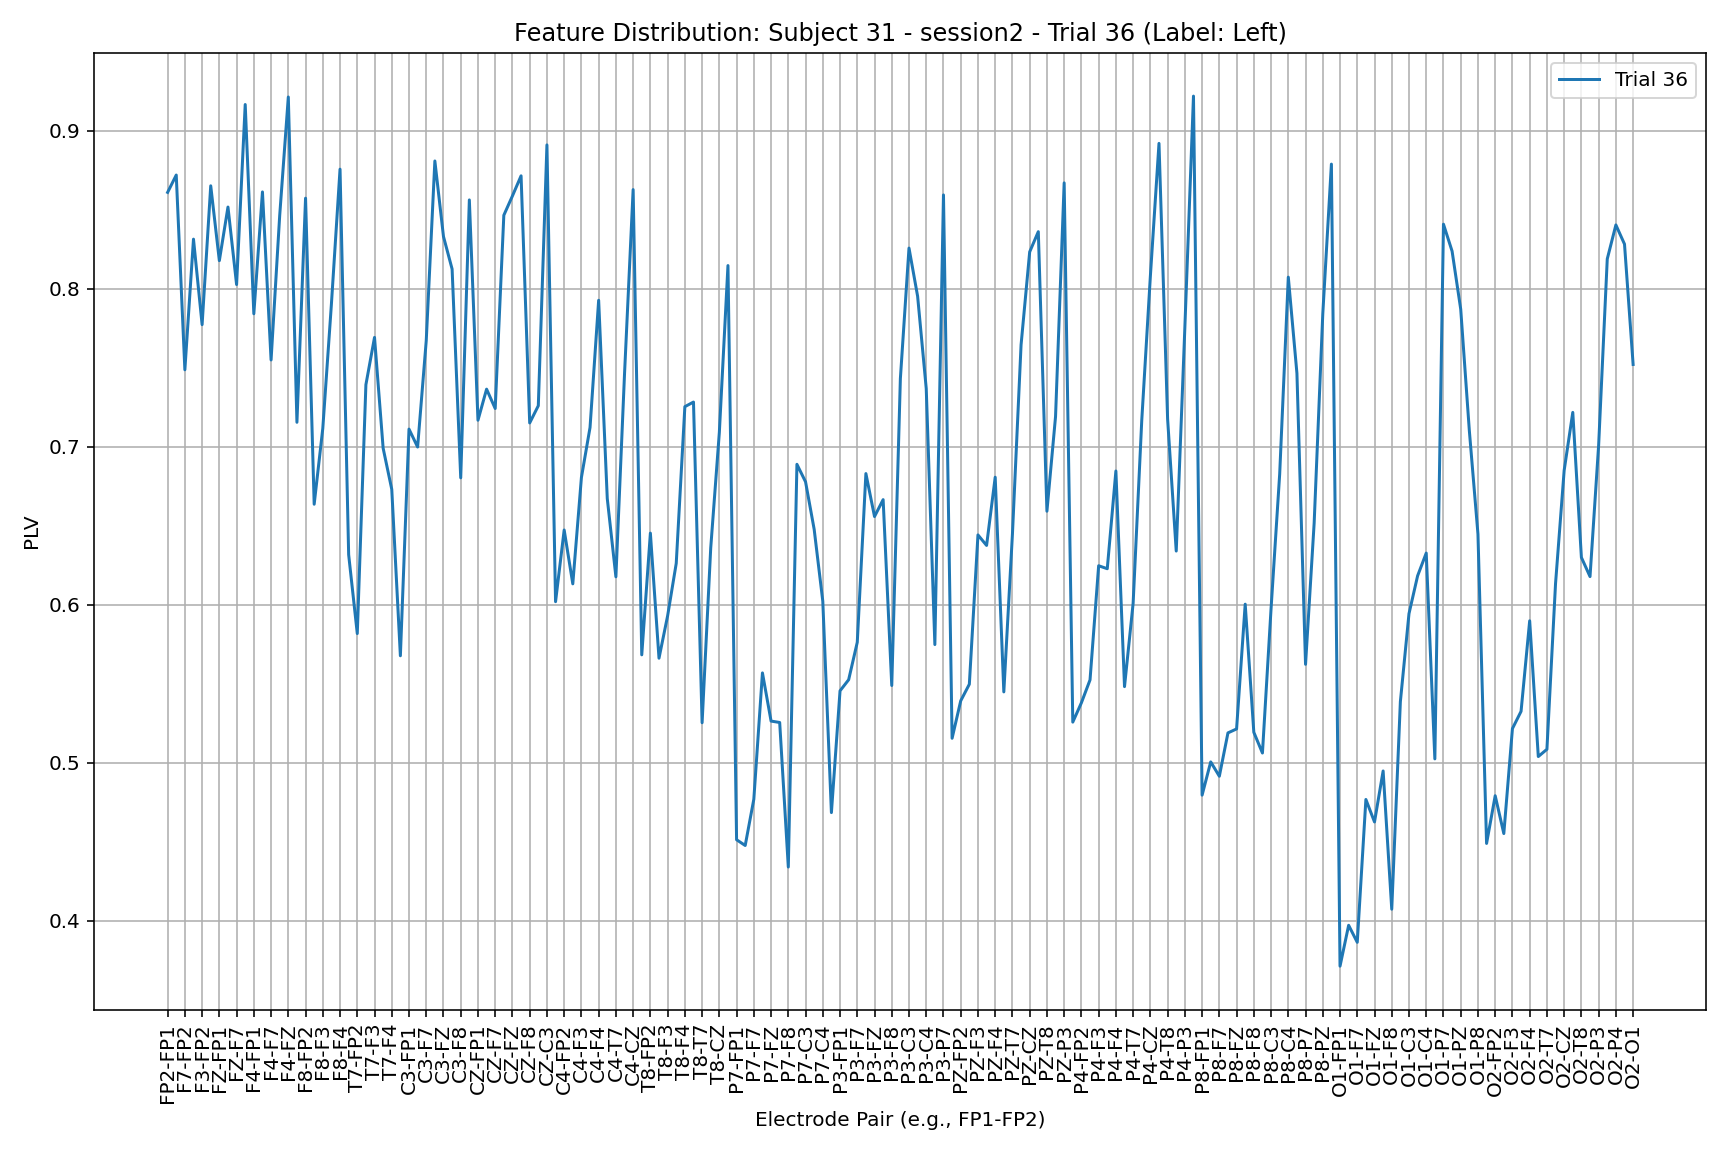 Feature Distribution: Subject 31 - session2 - Trial 36 (Label: Left)
Trial 36
PLV
0.9
0.8
0.7
0.6
0.5
0.4
FP2-FP1
F7-FP2
F3-FP2
FZ-FP1
FZ-F7
F4-FP1
F4-F7
F4-FZ
F8-FP2
F8-F3
F8-F4
T7-FP2
T7-F3
T7-F4
C3-FP1
C3-F7
C3-FZ
C3-F8
CZ-FP1
CZ-F7
CZ-FZ
CZ-F8
CZ-C3
C4-FP2
C4-F3
C4-F4
C4-T7
C4-CZ
T8-FP2
T8-F3
T8-F4
T8-T7
T8-CZ
P7-FP1
P7-F7
P7-FZ
P7-F8
P7-C3
P7-C4
P3-FP1
P3-F7
P3-FZ
P3-F8
P3-C3
P3-C4
P3-P7
PZ-FP2
PZ-F3
PZ-F4
PZ-T7
PZ-CZ
PZ-T8
PZ-P3
P4-FP2
P4-F3
P4-F4
P4-T7
P4-CZ
P4-T8
P4-P3
P8-FP1
P8-F7
P8-FZ
P8-F8
P8-C3
P8-C4
P8-P7
P8-PZ
O1-FP1
O1-F7
O1-FZ
O1-F8
O1-C3
O1-C4
O1-P7
O1-PZ
O1-P8
O2-FP2
O2-F3
O2-F4
O2-T7
O2-CZ
O2-T8
O2-P3
O2-P4
O2-O1
Electrode Pair (e.g., FP1-FP2)